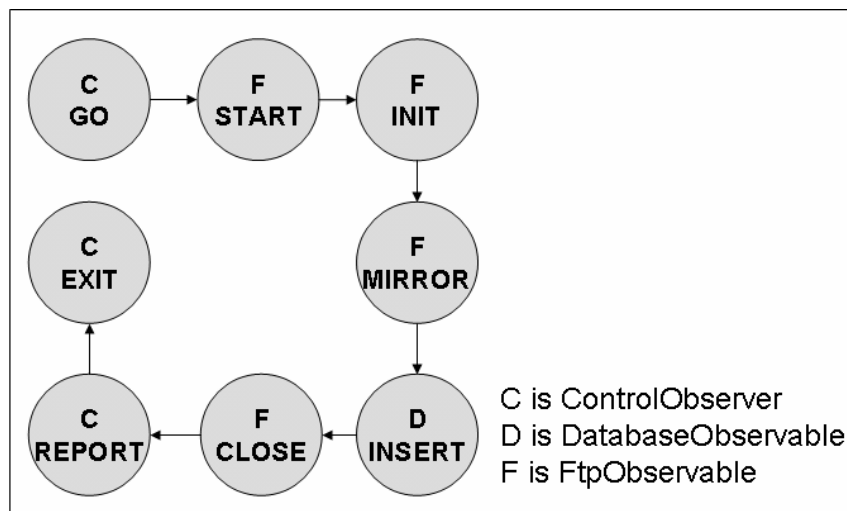 C
GO
F
START
F
INIT
C
EXIT
F
MIRROR
C
REPORT
F
CLOSE
D
INSERT
C is ControlObserver
D is DatabaseObservable
F is FtpObservable